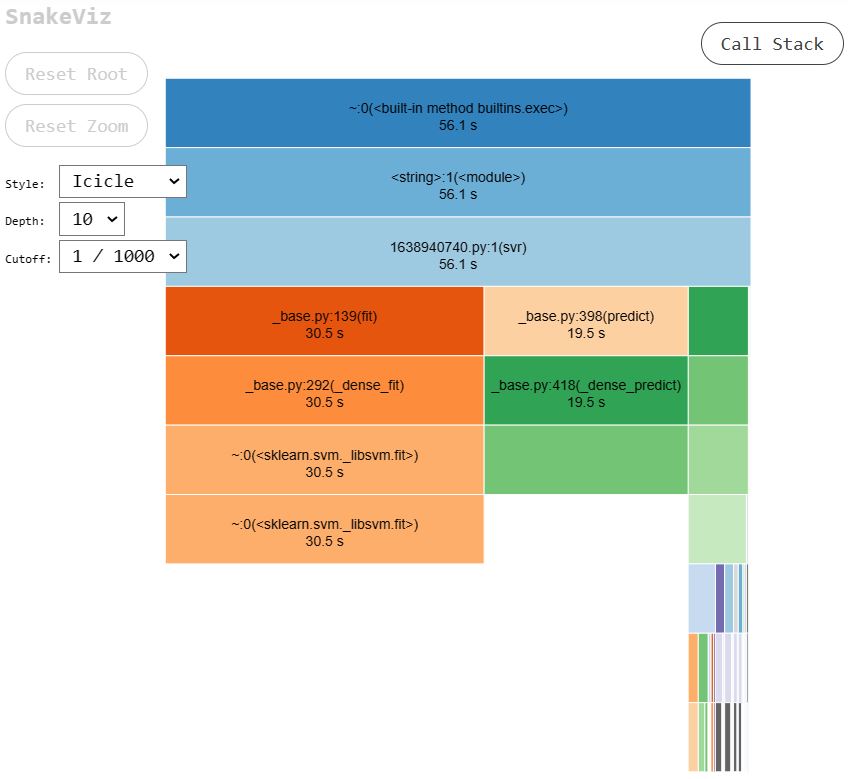 SnakeViz
Call Stack
Reset Root
Reset Zoom
Style: Icicle
Depth: 10
Cutoff: 1 / 1000
~:0(<built-in method builtins.exec>)
56.1 s
<string>:1(<module>)
56.1 s
1638940740.py:1(svr)
56.1 s
_base.py:139(fit)
30.5 s
_base.py:398(predict)
19.5 s
_base.py:292(_dense_fit)
30.5 s
_base.py:418(_dense_predict)
19.5 s
~:0(<sklearn.svm._libsvm.fit>)
30.5 s
~:0(<sklearn.svm._libsvm.fit>)
30.5 s